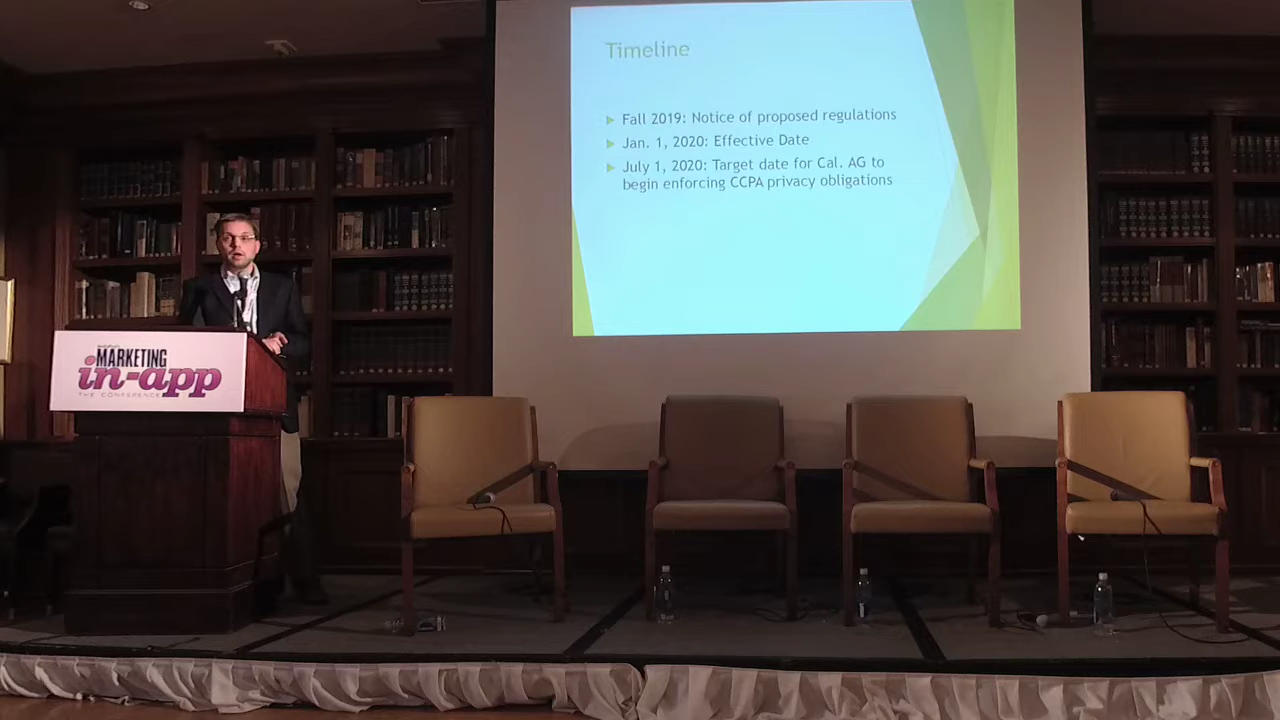 Timeline
Fall 2019: Notice of proposed regulations
Jan. 1, 2020: Effective Date
July 1, 2020: Target date for Cal. AG to
begin enforcing CCPA privacy obligations
MARKETING
in-app
THE CONFERENCE